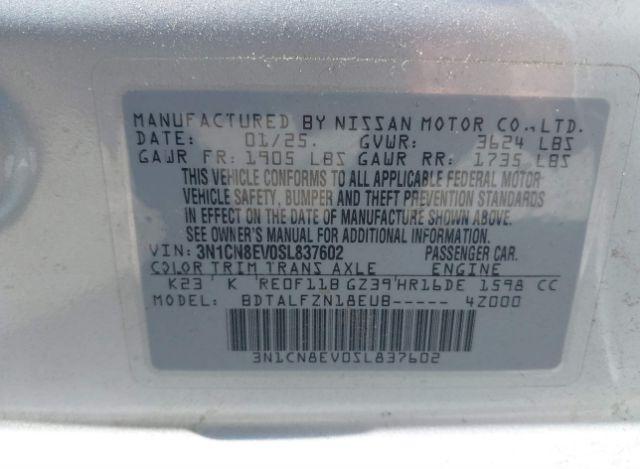 MANUFACTURED BY NISSAN MOTOR CO.,LTD.
DATE: 01/25. GVWR: 3624 LBS
GAWR FR: 1905 LBS GAWR RR: 1735 LBS
THIS VEHICLE CONFORMS TO ALL APPLICABLE FEDERAL MOTOR
VEHICLE SAFETY, BUMPER AND THEFT PREVENTION STANDARDS
IN EFFECT ON THE DATE OF MANUFACTURE SHOWN ABOVE.
SEE OWNER'S MANUAL FOR ADDITIONAL INFORMATION
VIN: 3N1CN8EV0SL837602 PASSENGER CAR.
COLOR TRIM TRANS AXLE ENGINE
K23 K RE0F11B GZ39 HR16DE 1598 CC
MODEL: BDTALFZN18EUB----- 4Z000
3N1CN8EV0SL837602